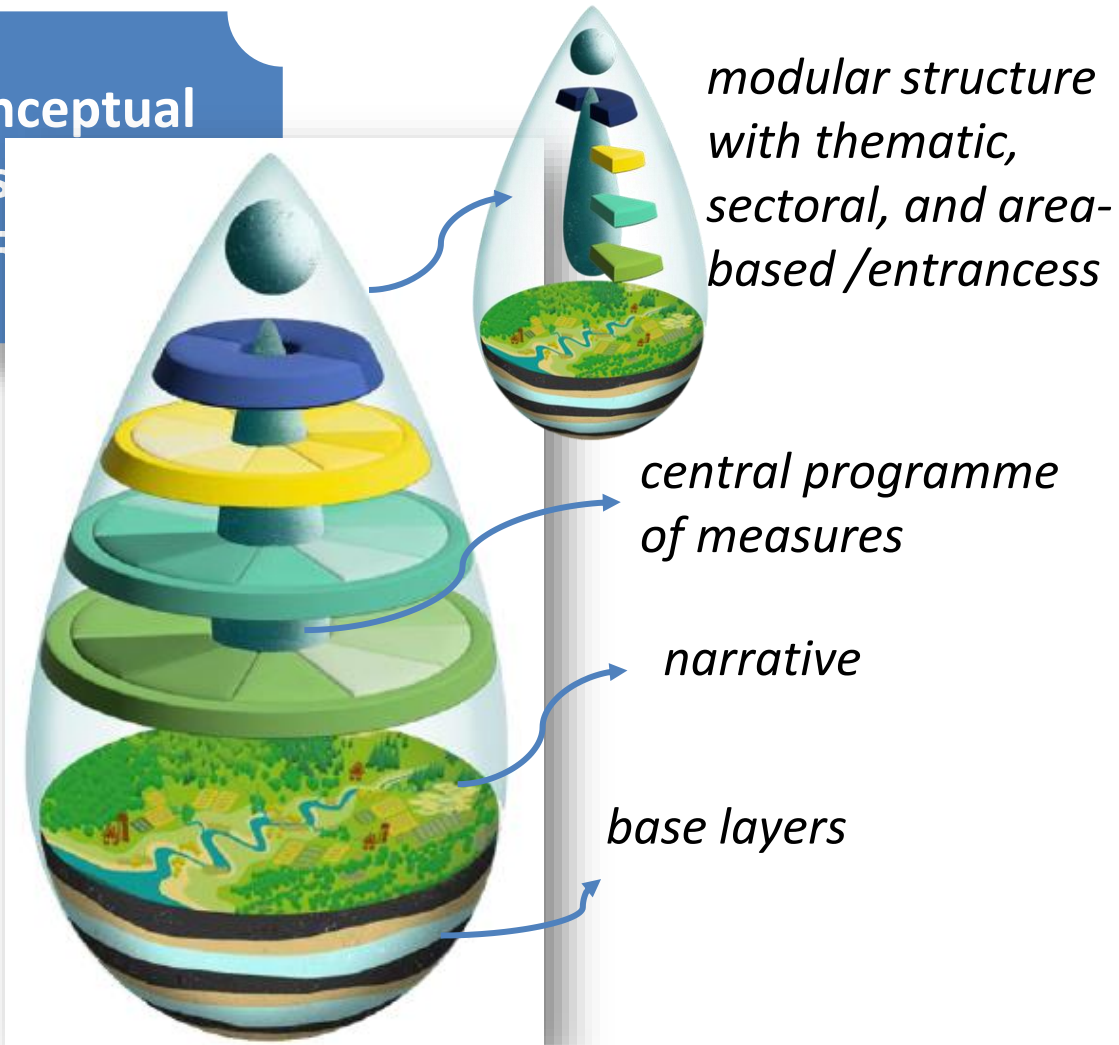 nceptual
modular structure
with thematic,
sectoral, and area-
based /entrancess
central programme
of measures
narrative
base layers